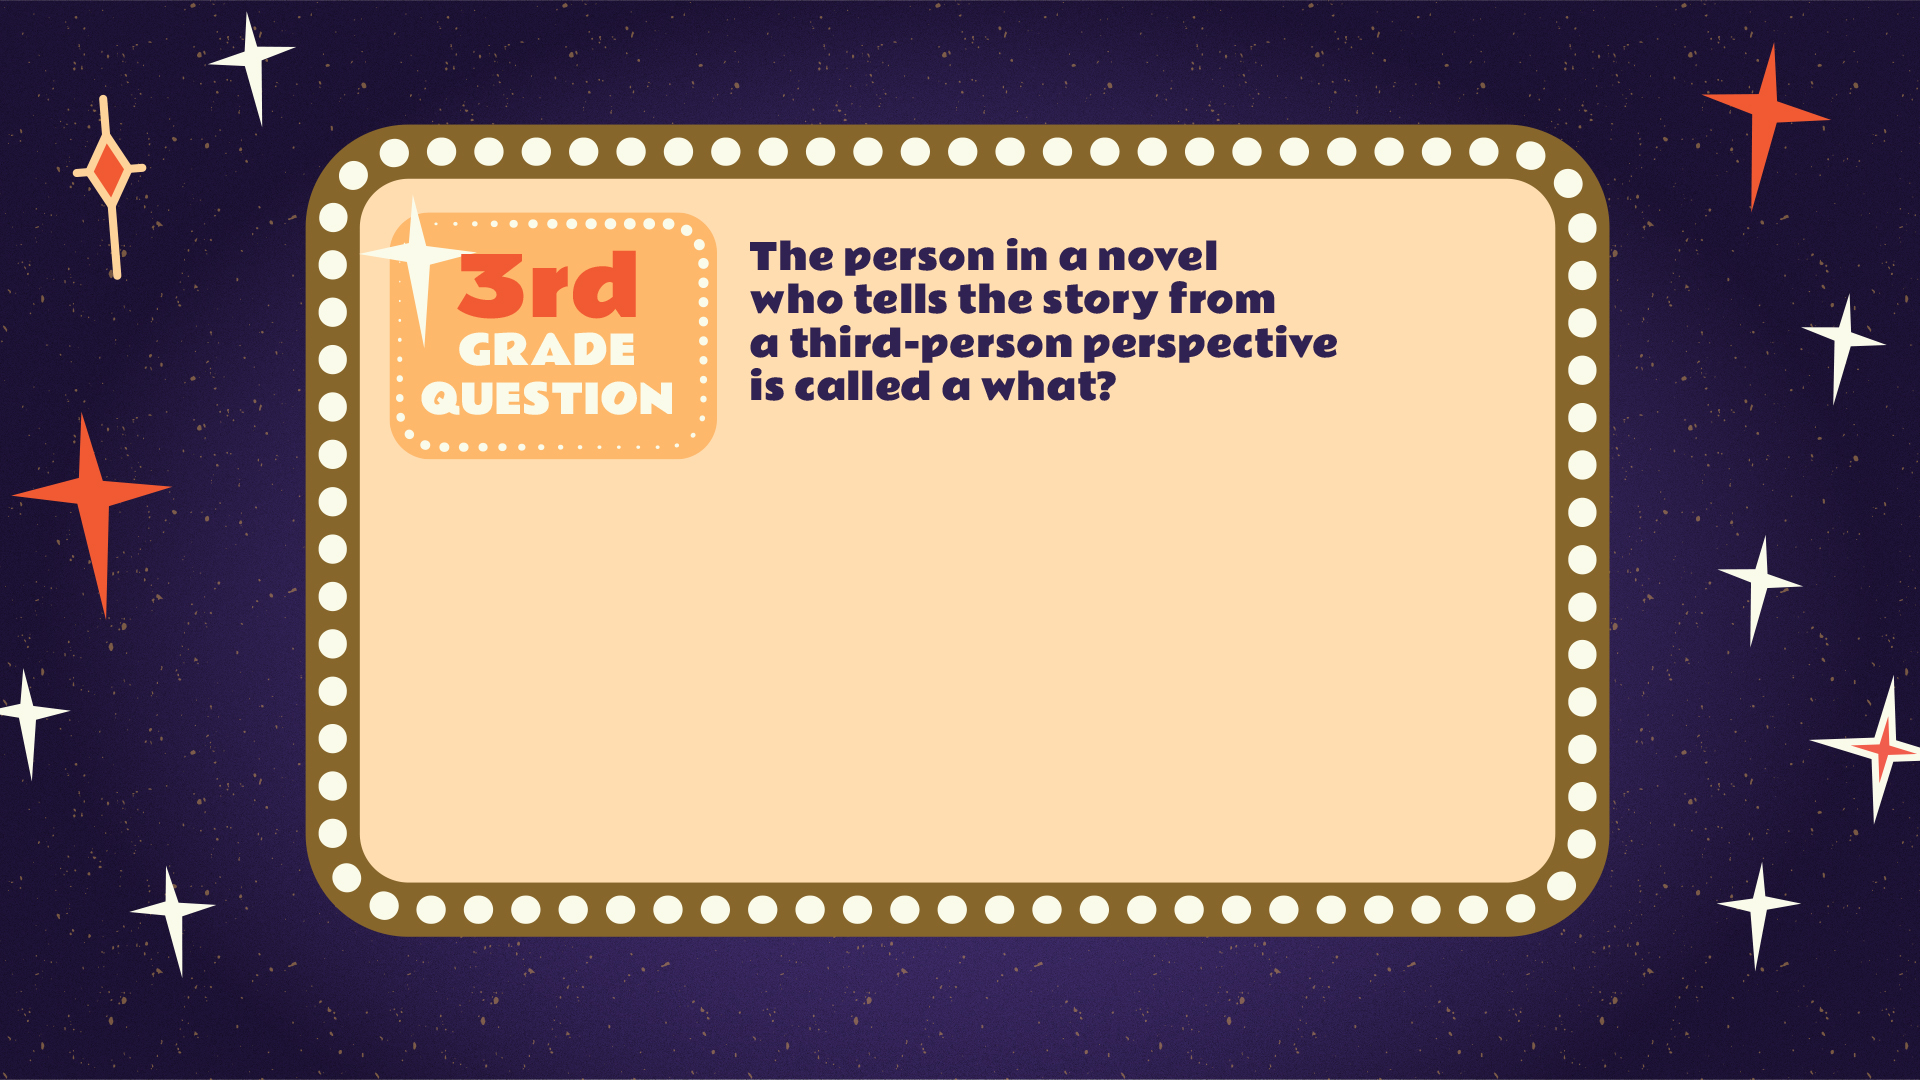 3rd
GRADE
QUESTION
The person in a novel
who tells the story from
a third-person perspective
is called a what?